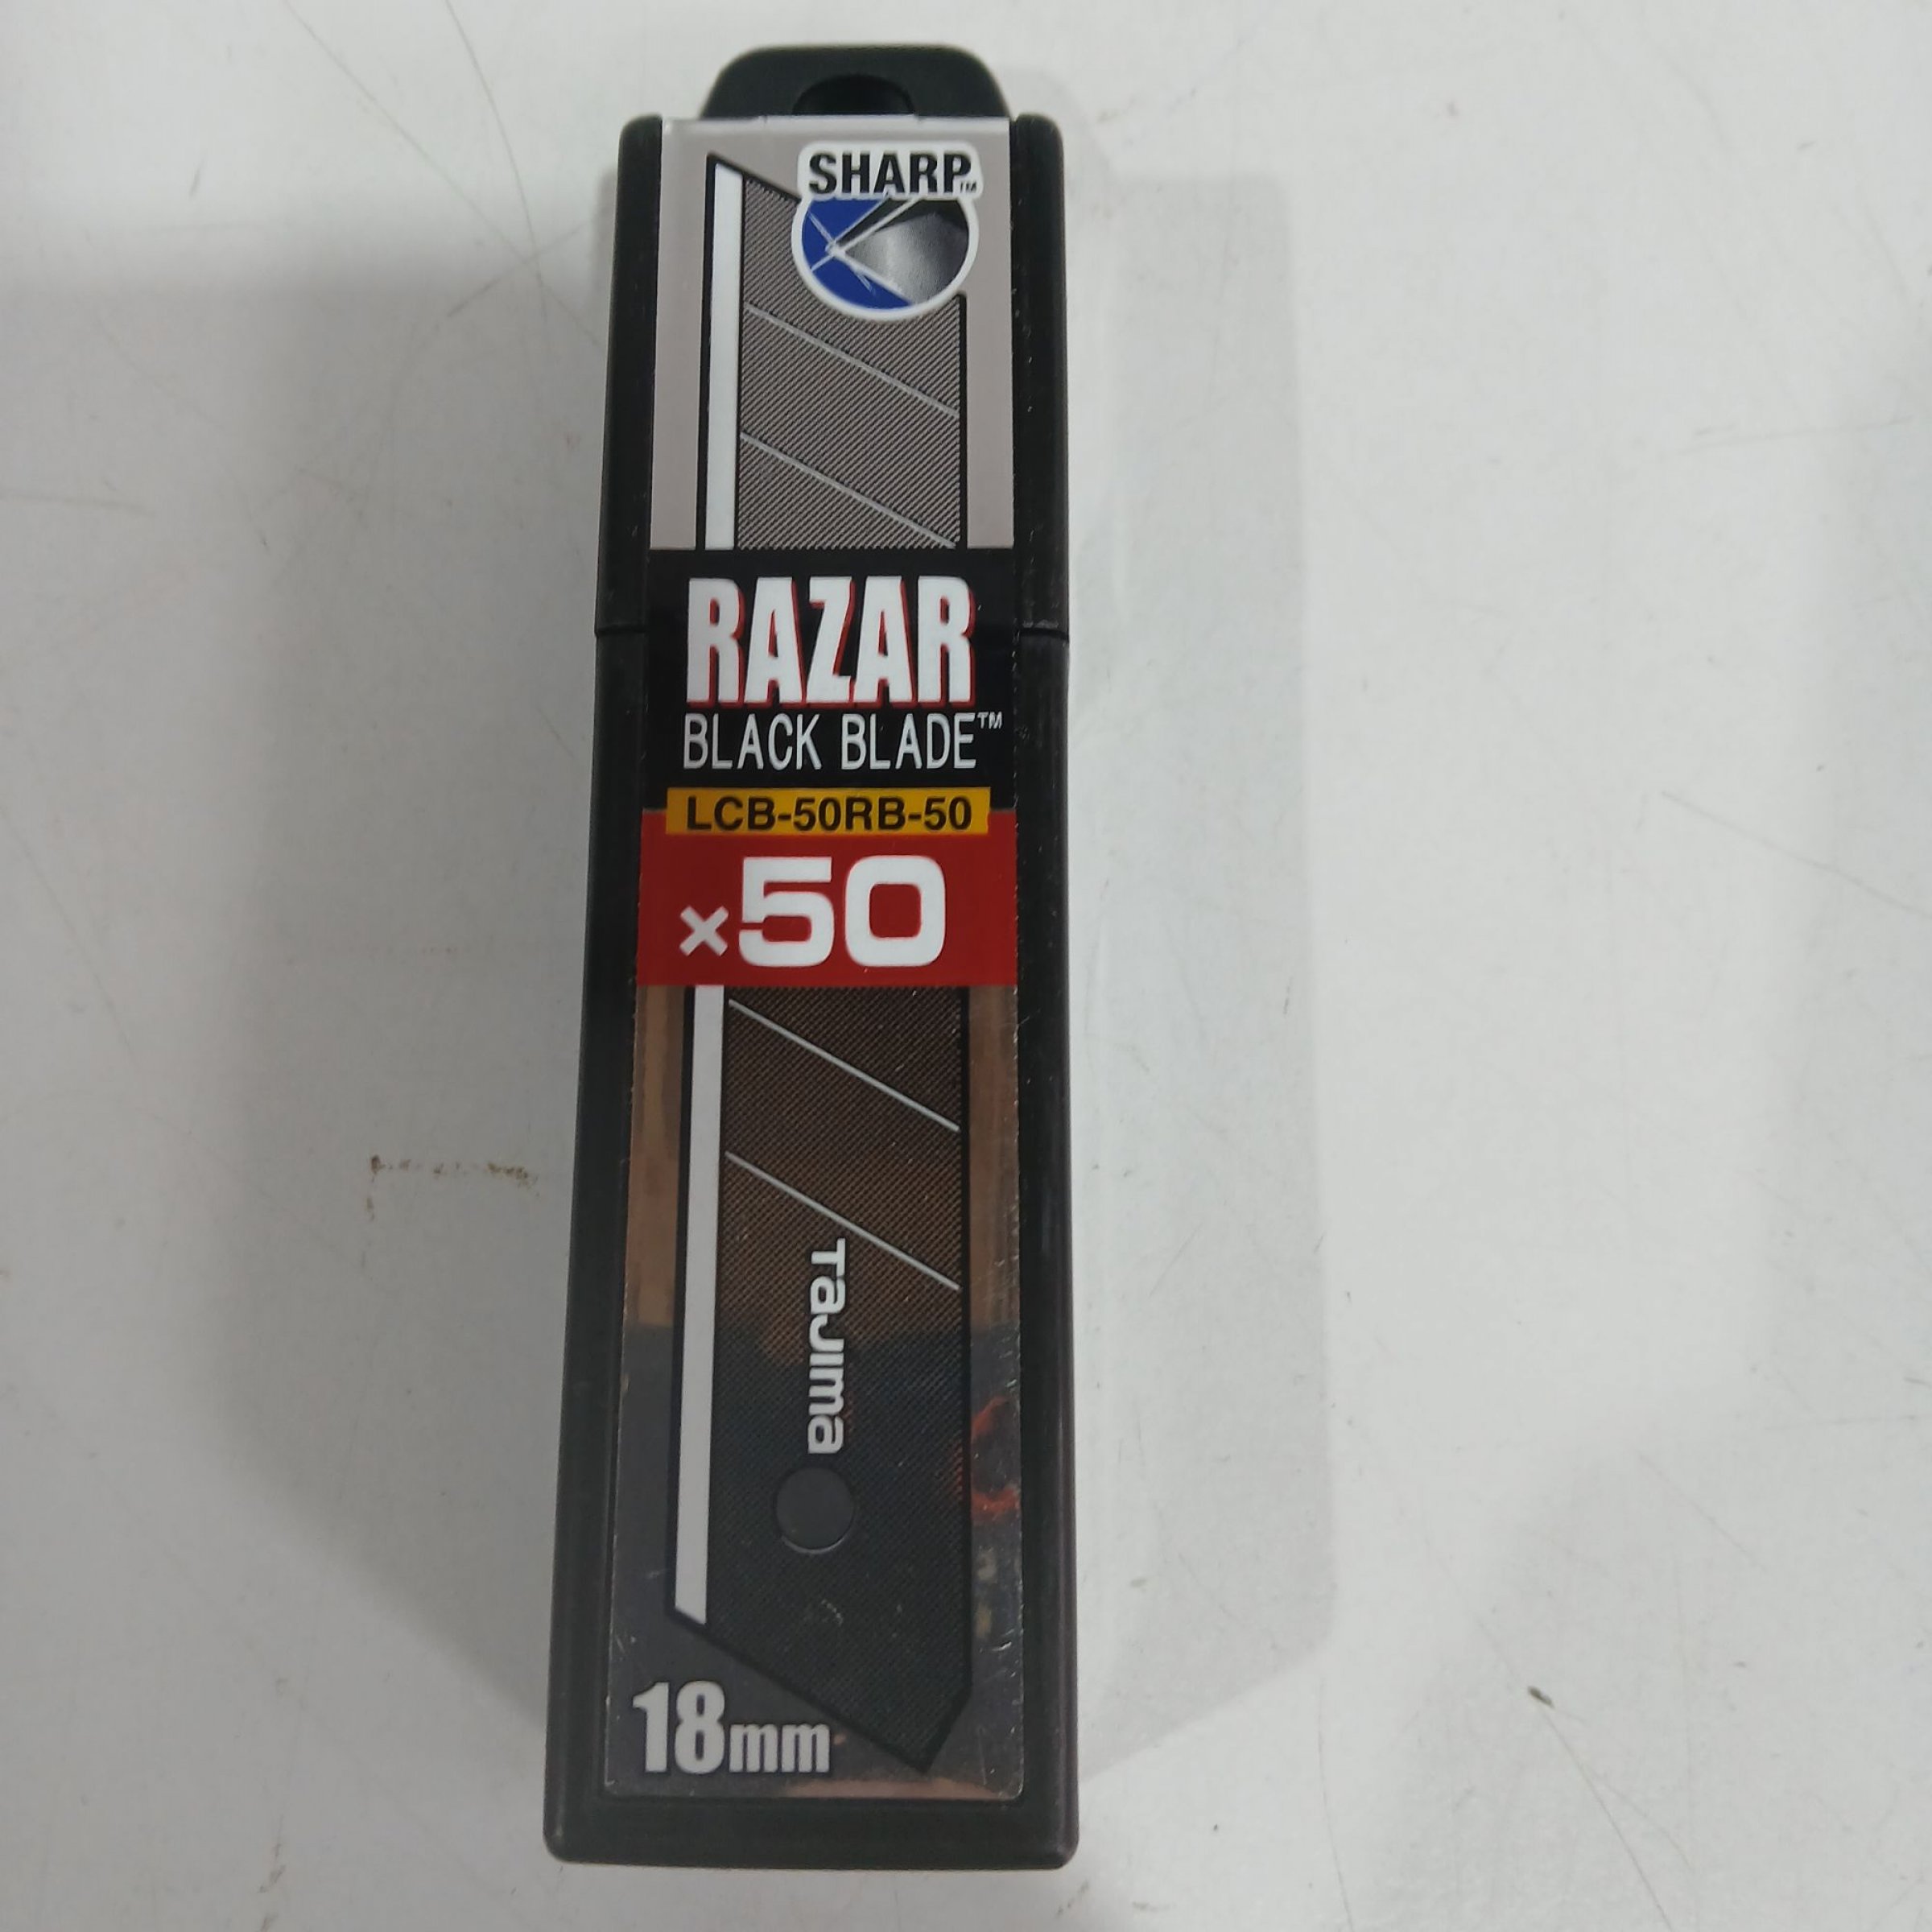 SHARP™
RAZAR
BLACK BLADE™
LCB-50RB-50
×50
Tajima
18mm